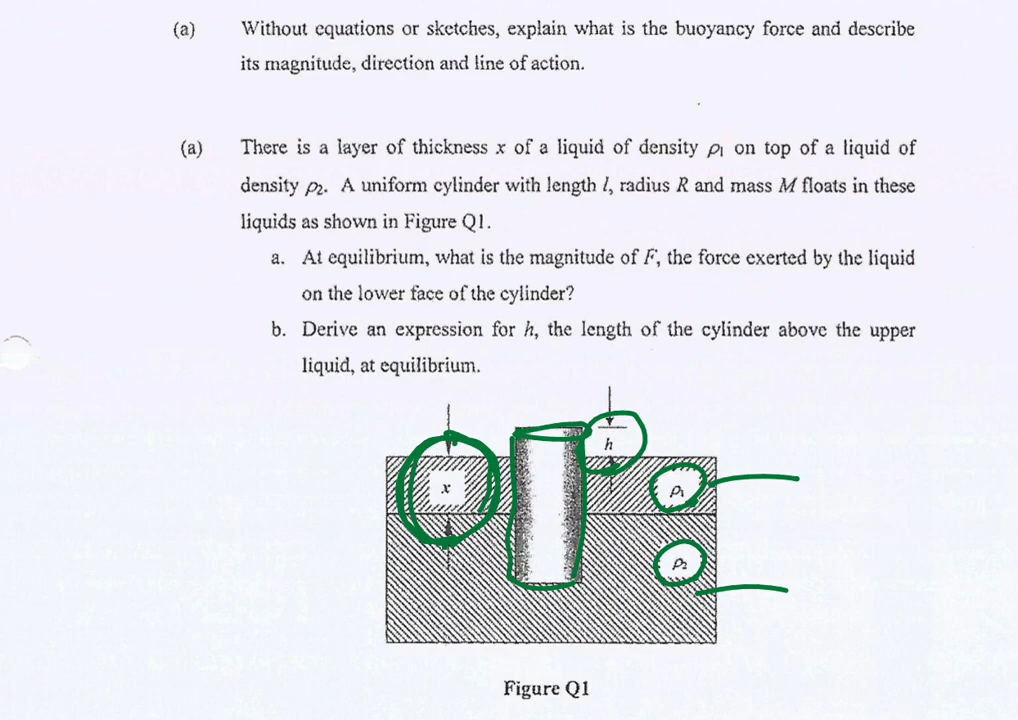 (a) Without equations or sketches, explain what is the buoyancy force and describe
its magnitude, direction and line of action.
(a) There is a layer of thickness x of a liquid of density ρ₁ on top of a liquid of
density ρ₂. A uniform cylinder with length l, radius R and mass M floats in these
liquids as shown in Figure Q1.
a. At equilibrium, what is the magnitude of F, the force exerted by the liquid
on the lower face of the cylinder?
b. Derive an expression for h, the length of the cylinder above the upper
liquid, at equilibrium.
h
x
ρ₁
ρ₂
Figure Q1